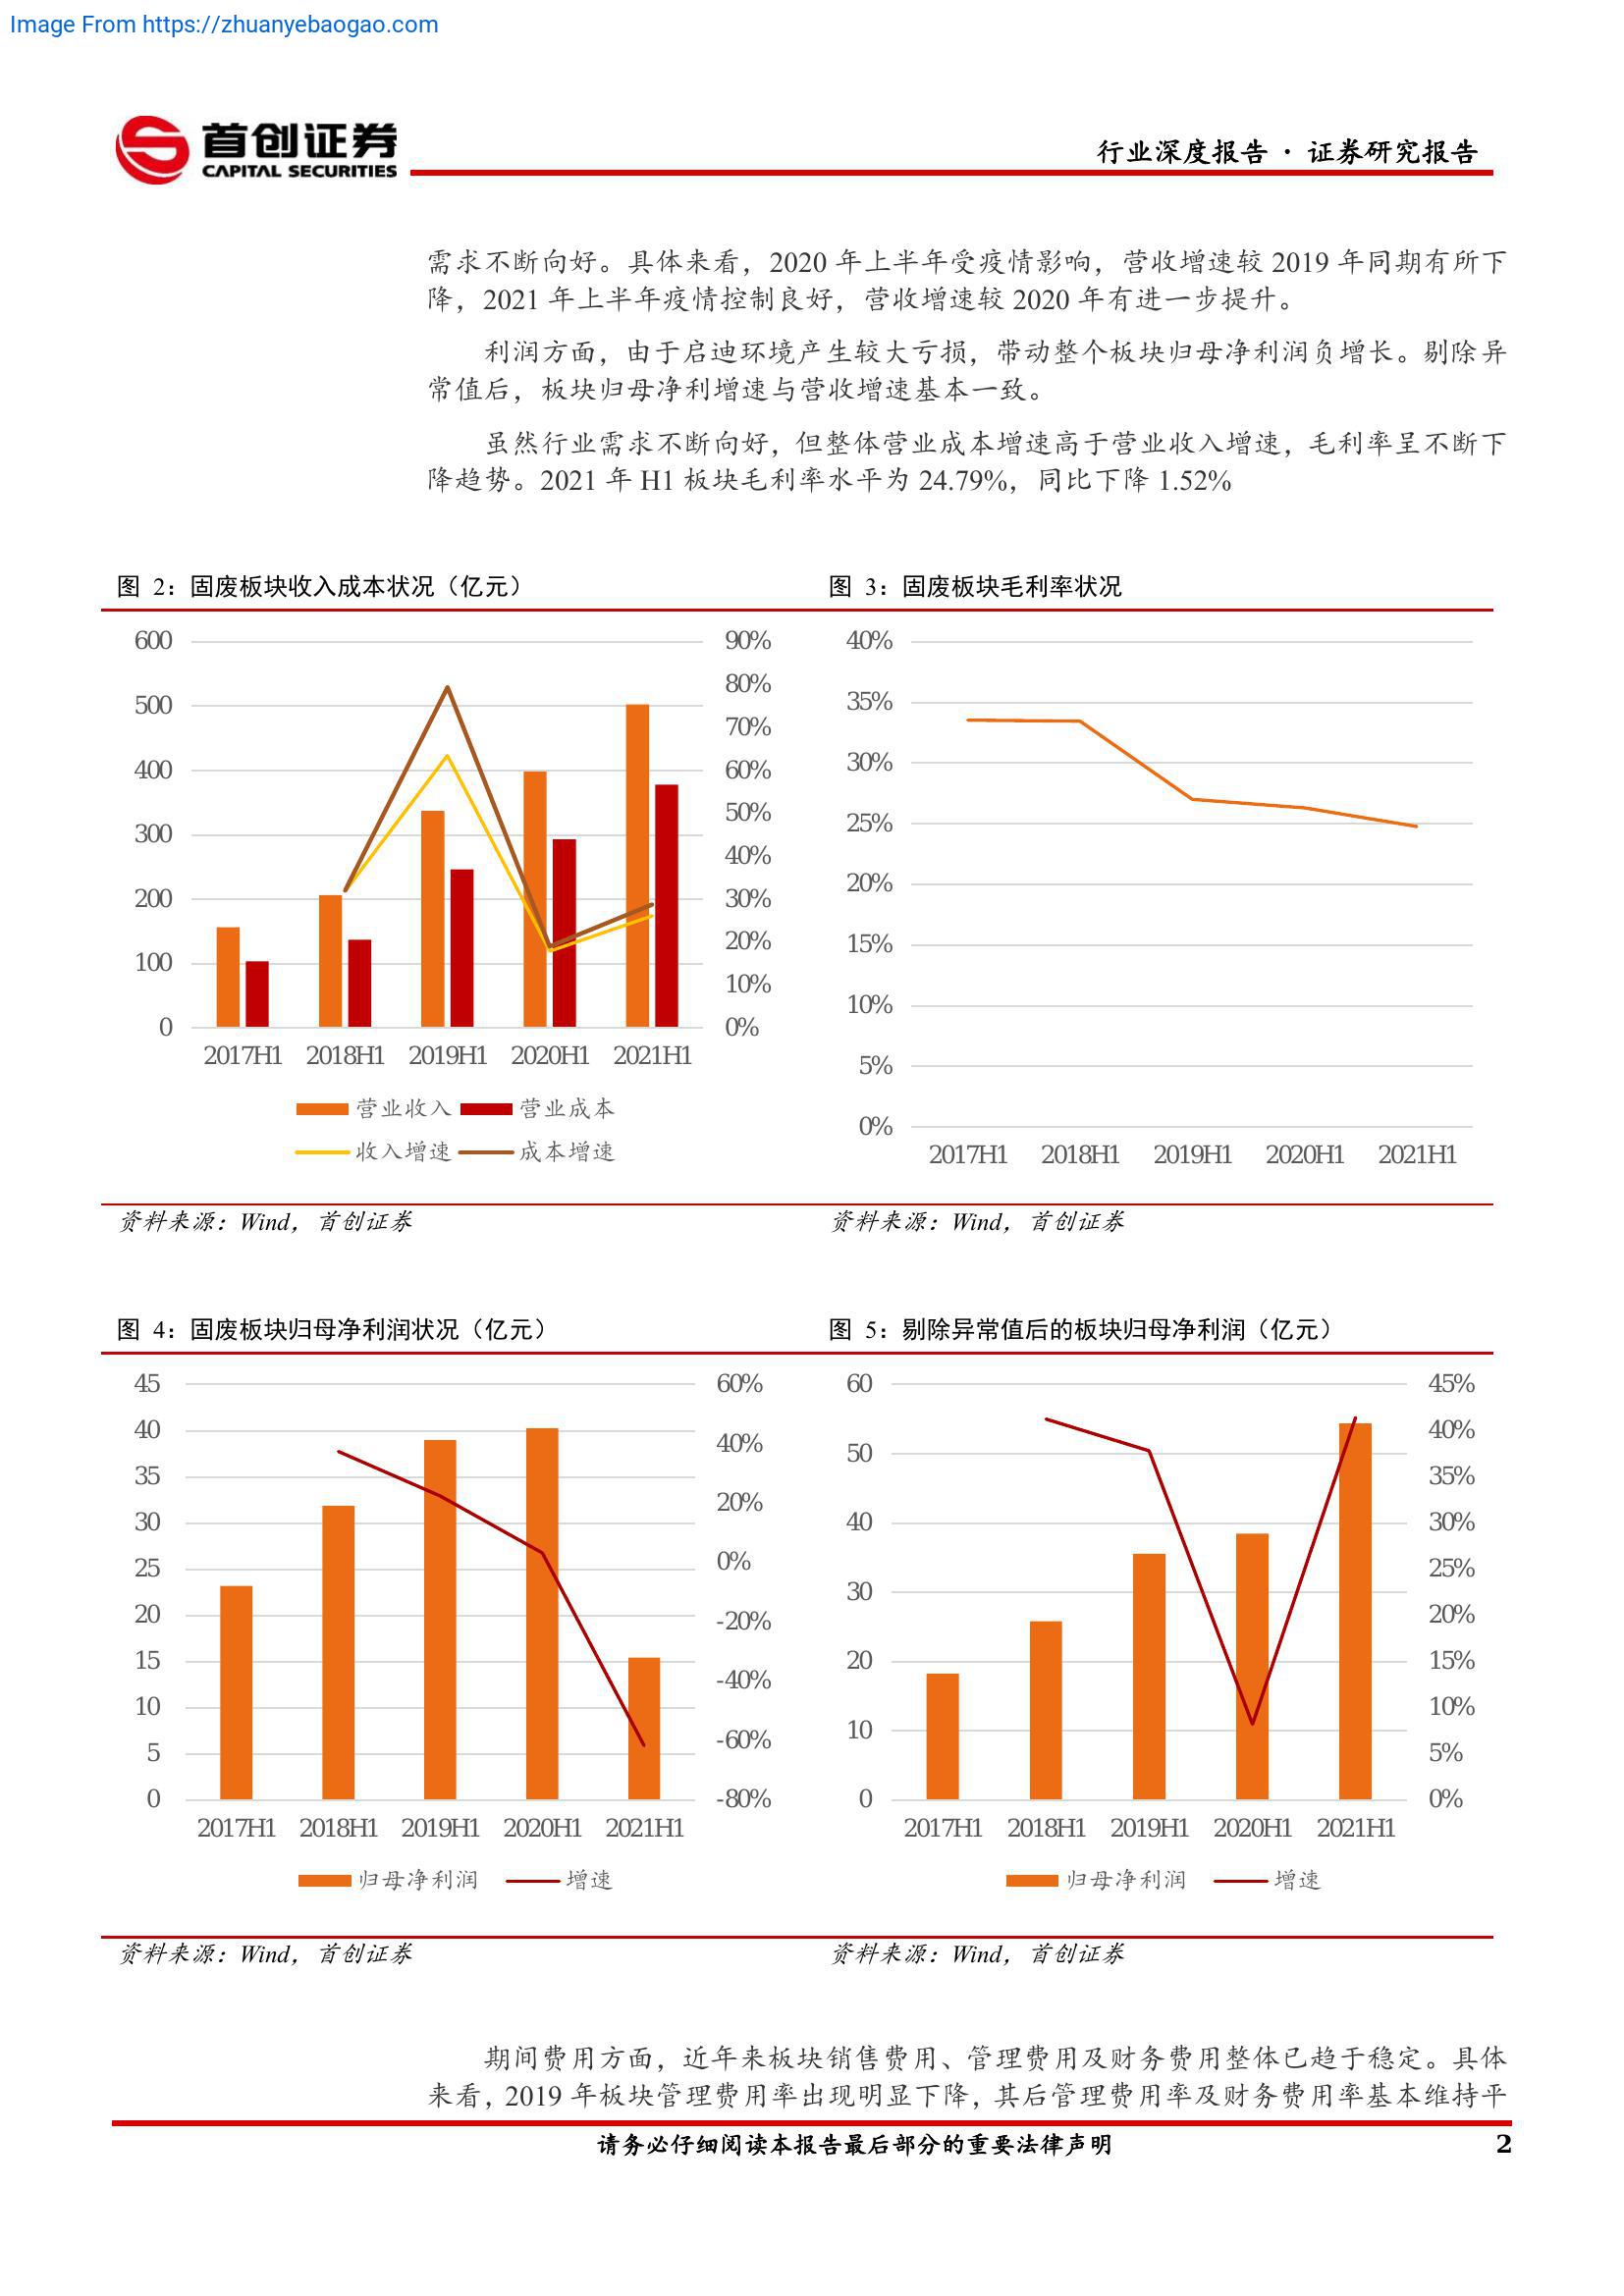 Image From https://zhuanyebaogao.com
首创证券
CAPITAL SECURITIES
行业深度报告 · 证券研究报告
需求不断向好。具体来看，2020 年上半年受疫情影响，营收增速较 2019 年同期有所下
降，2021 年上半年疫情控制良好，营收增速较 2020 年有进一步提升。
利润方面，由于启迪环境产生较大亏损，带动整个板块归母净利润负增长。剔除异
常值后，板块归母净利增速与营收增速基本一致。
虽然行业需求不断向好，但整体营业成本增速高于营业收入增速，毛利率呈不断下
降趋势。2021 年 H1 板块毛利率水平为 24.79%，同比下降 1.52%
图 2：固废板块收入成本状况（亿元）
600 90%
80%
500
70%
400 60%
50%
300
40%
200 30%
20%
100
10%
0 0%
2017H1 2018H1 2019H1 2020H1 2021H1
营业收入 营业成本
收入增速 成本增速
资料来源：Wind，首创证券
图 3：固废板块毛利率状况
40%
35%
30%
25%
20%
15%
10%
5%
0%
2017H1 2018H1 2019H1 2020H1 2021H1
资料来源：Wind，首创证券
图 4：固废板块归母净利润状况（亿元）
45 60%
40
40%
35
20%
30
25 0%
20
-20%
15
-40%
10
-60%
5
0 -80%
2017H1 2018H1 2019H1 2020H1 2021H1
归母净利润 增速
资料来源：Wind，首创证券
图 5：剔除异常值后的板块归母净利润（亿元）
60 45%
40%
50
35%
40 30%
25%
30
20%
20 15%
10%
10
5%
0 0%
2017H1 2018H1 2019H1 2020H1 2021H1
归母净利润 增速
资料来源：Wind，首创证券
期间费用方面，近年来板块销售费用、管理费用及财务费用整体已趋于稳定。具体
来看，2019 年板块管理费用率出现明显下降，其后管理费用率及财务费用率基本维持平
请务必仔细阅读本报告最后部分的重要法律声明
2